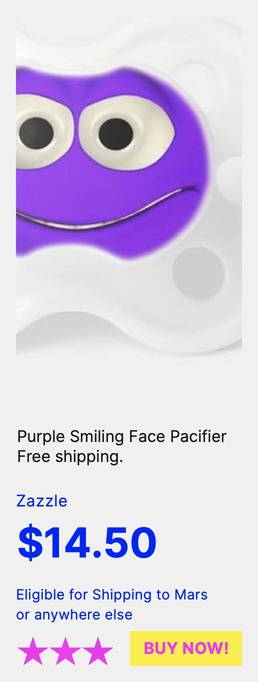 Purple Smiling Face Pacifier
Free shipping.
Zazzle
$14.50
Eligible for Shipping to Mars
or anywhere else
BUY NOW!